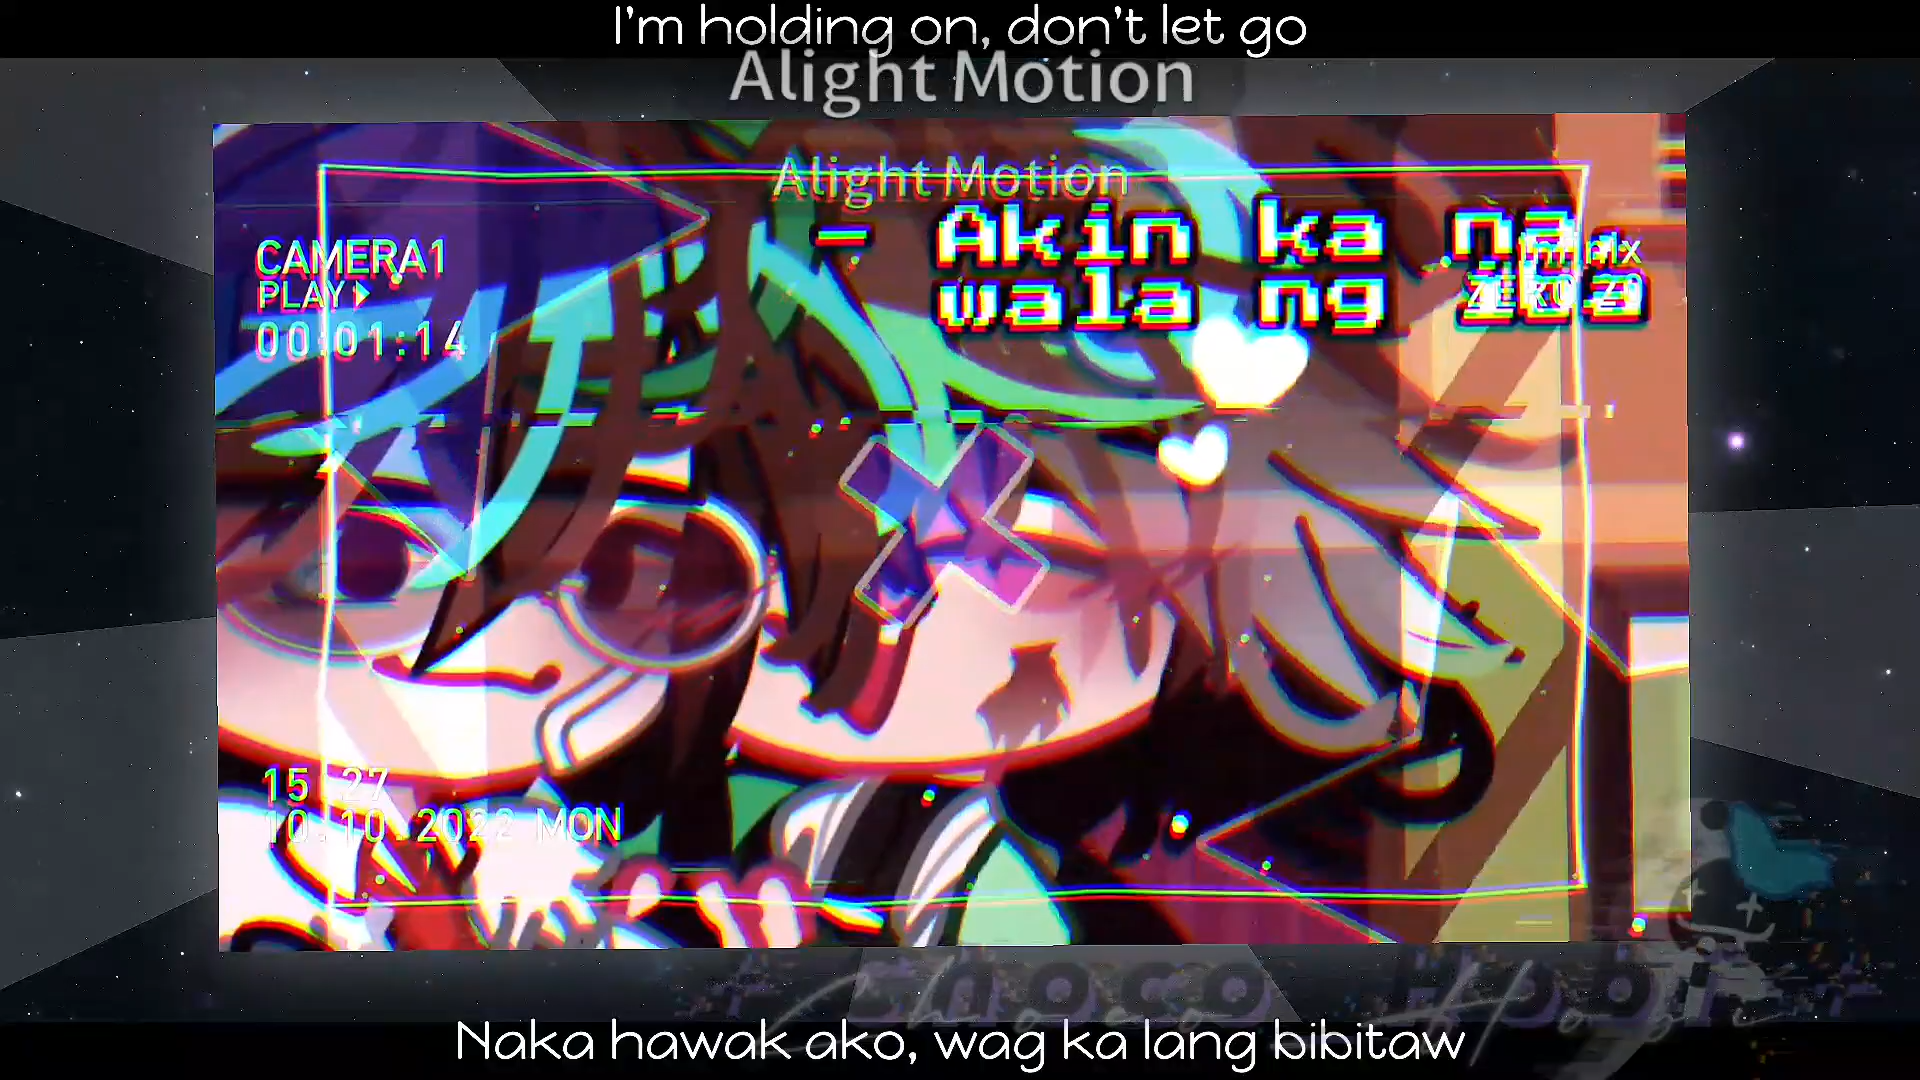 I'm holding on, don't let go
Alight Motion
Alight Motion
- Akin ka na,
wala ng iba
CAMERA1
PLAY
00:01:14
15 27
10.10.2022 MON
Choco
Naka hawak ako, wag ka lang bibitaw